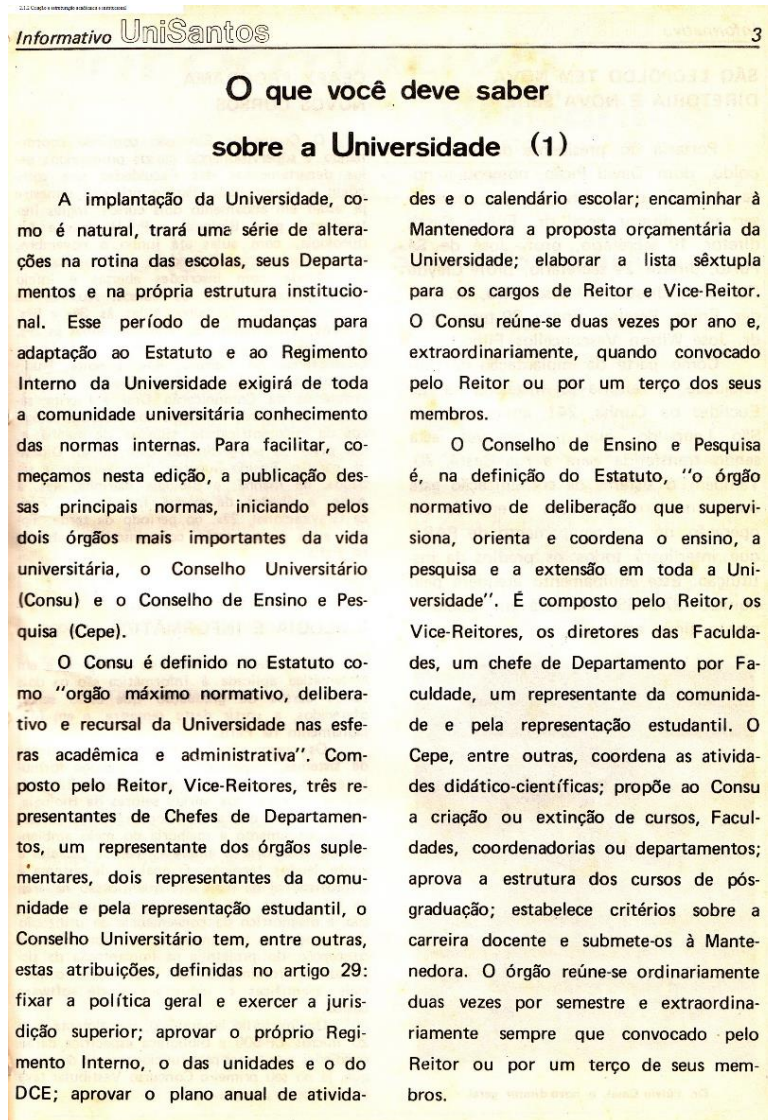 2.1.2 Criação e estruturação acadêmica e institucional
Informativo UniSantos
3
O que você deve saber
sobre a Universidade (1)
A implantação da Universidade, co-
mo é natural, trará uma série de altera-
ções na rotina das escolas, seus Departa-
mentos e na própria estrutura institucio-
nal. Esse período de mudanças para
adaptação ao Estatuto e ao Regimento
Interno da Universidade exigirá de toda
a comunidade universitária conhecimento
das normas internas. Para facilitar, co-
meçamos nesta edição, a publicação des-
sas principais normas, iniciando pelos
dois órgãos mais importantes da vida
universitária, o Conselho Universitário
(Consu) e o Conselho de Ensino e Pes-
quisa (Cepe).
O Consu é definido no Estatuto co-
mo "orgão máximo normativo, delibera-
tivo e recursal da Universidade nas esfe-
ras acadêmica e administrativa". Com-
posto pelo Reitor, Vice-Reitores, três re-
presentantes de Chefes de Departamen-
tos, um representante dos órgãos suple-
mentares, dois representantes da comu-
nidade e pela representação estudantil, o
Conselho Universitário tem, entre outras,
estas atribuições, definidas no artigo 29:
fixar a política geral e exercer a juris-
dição superior; aprovar o próprio Regi-
mento Interno, o das unidades e o do
DCE; aprovar o plano anual de ativida-
des e o calendário escolar; encaminhar à
Mantenedora a proposta orçamentária da
Universidade; elaborar a lista sêxtupla
para os cargos de Reitor e Vice-Reitor.
O Consu reúne-se duas vezes por ano e,
extraordinariamente, quando convocado
pelo Reitor ou por um terço dos seus
membros.
O Conselho de Ensino e Pesquisa
é, na definição do Estatuto, "o órgão
normativo de deliberação que supervi-
siona, orienta e coordena o ensino, a
pesquisa e a extensão em toda a Uni-
versidade". É composto pelo Reitor, os
Vice-Reitores, os diretores das Faculda-
des, um chefe de Departamento por Fa-
culdade, um representante da comunida-
de e pela representação estudantil. O
Cepe, entre outras, coordena as ativida-
des didático-científicas; propõe ao Consu
a criação ou extinção de cursos, Facul-
dades, coordenadorias ou departamentos;
aprova a estrutura dos cursos de pós-
graduação; estabelece critérios sobre a
carreira docente e submete-os à Mante-
nedora. O órgão reúne-se ordinariamente
duas vezes por semestre e extraordina-
riamente sempre que convocado pelo
Reitor ou por um terço de seus mem-
bros.